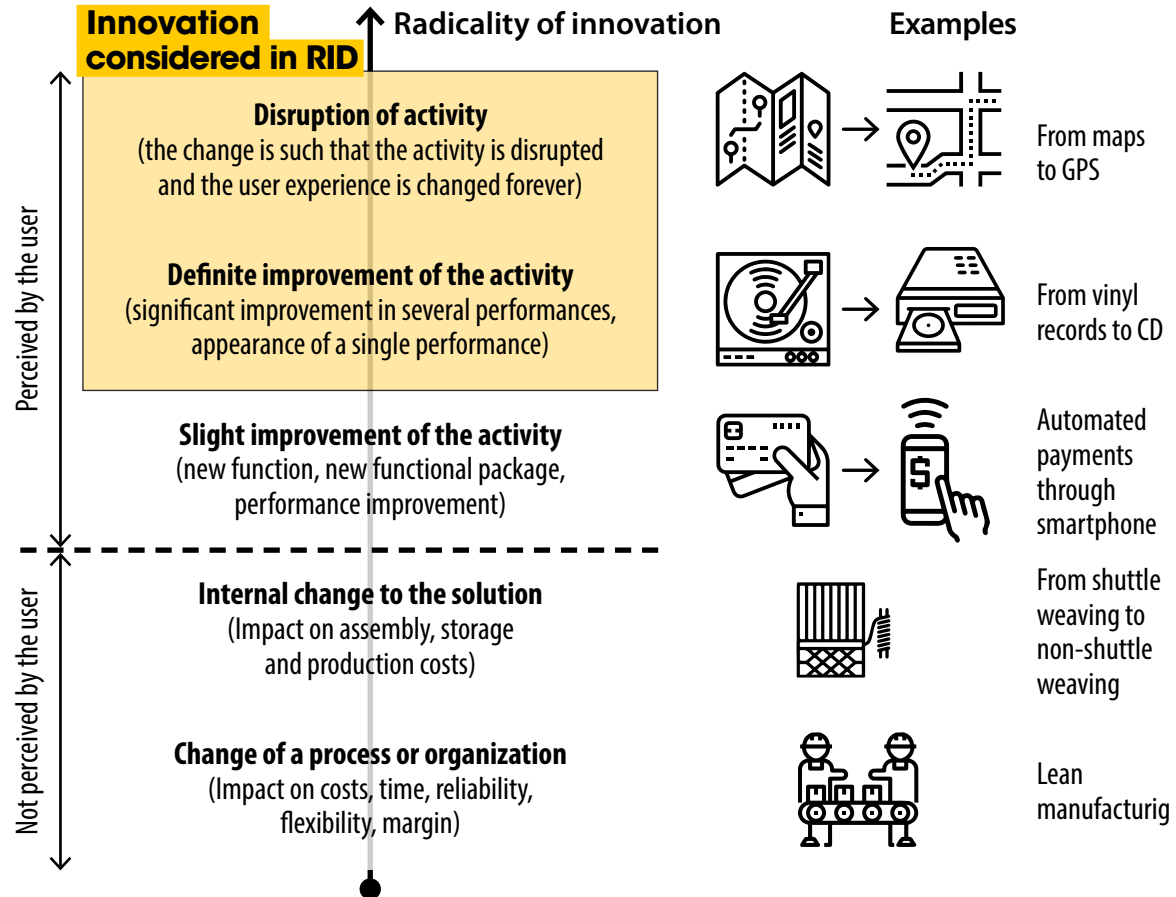 Innovation
considered in RID
Radicality of innovation
Examples
Perceived by the user
Disruption of activity
(the change is such that the activity is disrupted
and the user experience is changed forever)
From maps
to GPS
Definite improvement of the activity
(significant improvement in several performances,
appearance of a single performance)
From vinyl
records to CD
Slight improvement of the activity
(new function, new functional package,
performance improvement)
$
Automated
payments
through
smartphone
Not perceived by the user
Internal change to the solution
(Impact on assembly, storage
and production costs)
From shuttle
weaving to
non-shuttle
weaving
Change of a process or organization
(Impact on costs, time, reliability,
flexibility, margin)
Lean
manufacturig